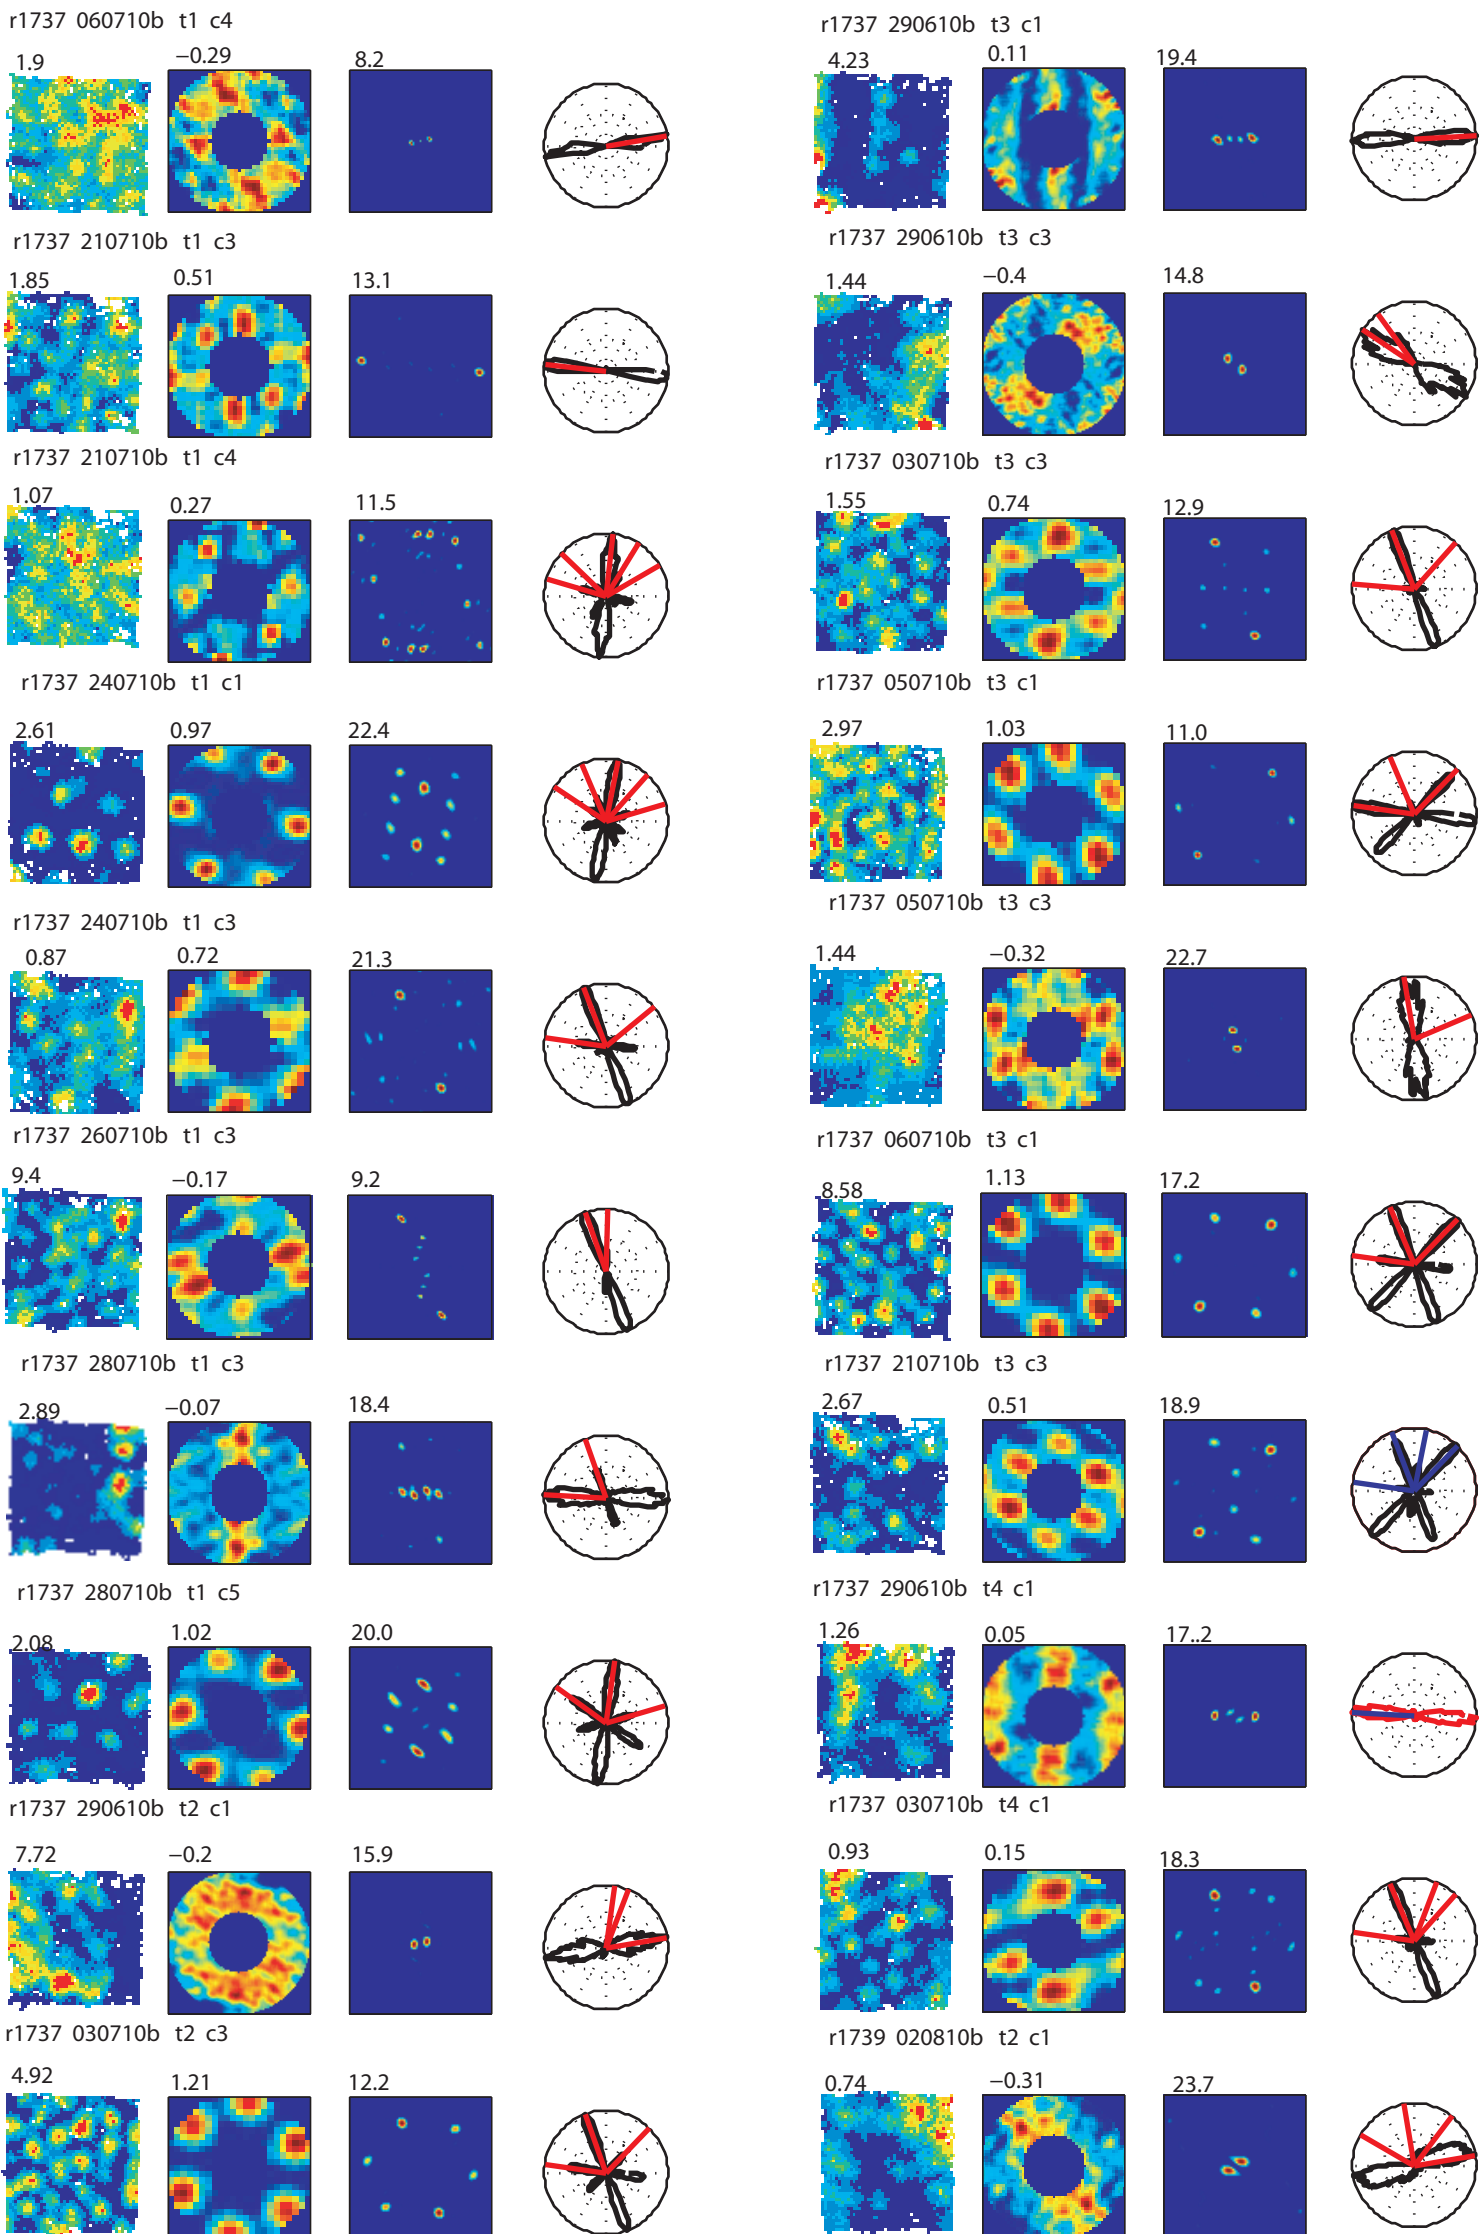 r1737 060710b t1 c4
1.9 −0.29 8.2
r1737 210710b t1 c3
1.85 0.51 13.1
r1737 210710b t1 c4
1.07 0.27 11.5
r1737 240710b t1 c1
2.61 0.97 22.4
r1737 240710b t1 c3
0.87 0.72 21.3
r1737 260710b t1 c3
9.4 −0.17 9.2
r1737 280710b t1 c3
2.89 −0.07 18.4
r1737 280710b t1 c5
2.08 1.02 20.0
r1737 290610b t2 c1
7.72 −0.2 15.9
r1737 030710b t2 c3
4.92 1.21 12.2
r1737 290610b t3 c1
4.23 0.11 19.4
r1737 290610b t3 c3
1.44 −0.4 14.8
r1737 030710b t3 c3
1.55 0.74 12.9
r1737 050710b t3 c1
2.97 1.03 11.0
r1737 050710b t3 c3
1.44 −0.32 22.7
r1737 060710b t3 c1
8.58 1.13 17.2
r1737 210710b t3 c3
2.67 0.51 18.9
r1737 290610b t4 c1
1.26 0.05 17..2
r1737 030710b t4 c1
0.93 0.15 18.3
r1739 020810b t2 c1
0.74 −0.31 23.7